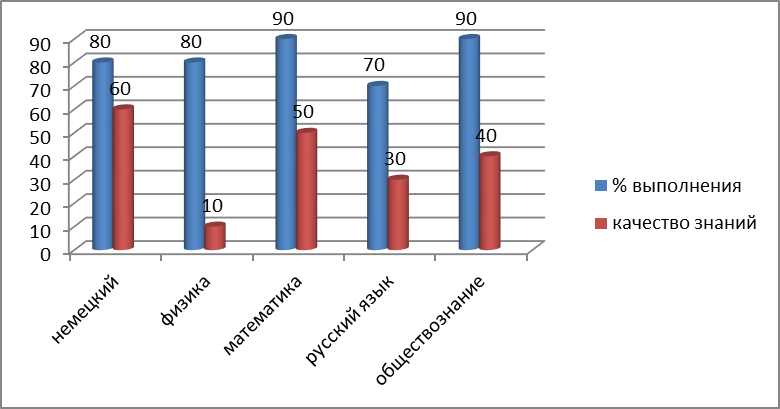 90
80
70
60
50
40
30
20
10
0
80
60
80
10
90
50
70
30
90
40
немецкий
физика
математика
русский язык
обществознание
% выполнения
качество знаний